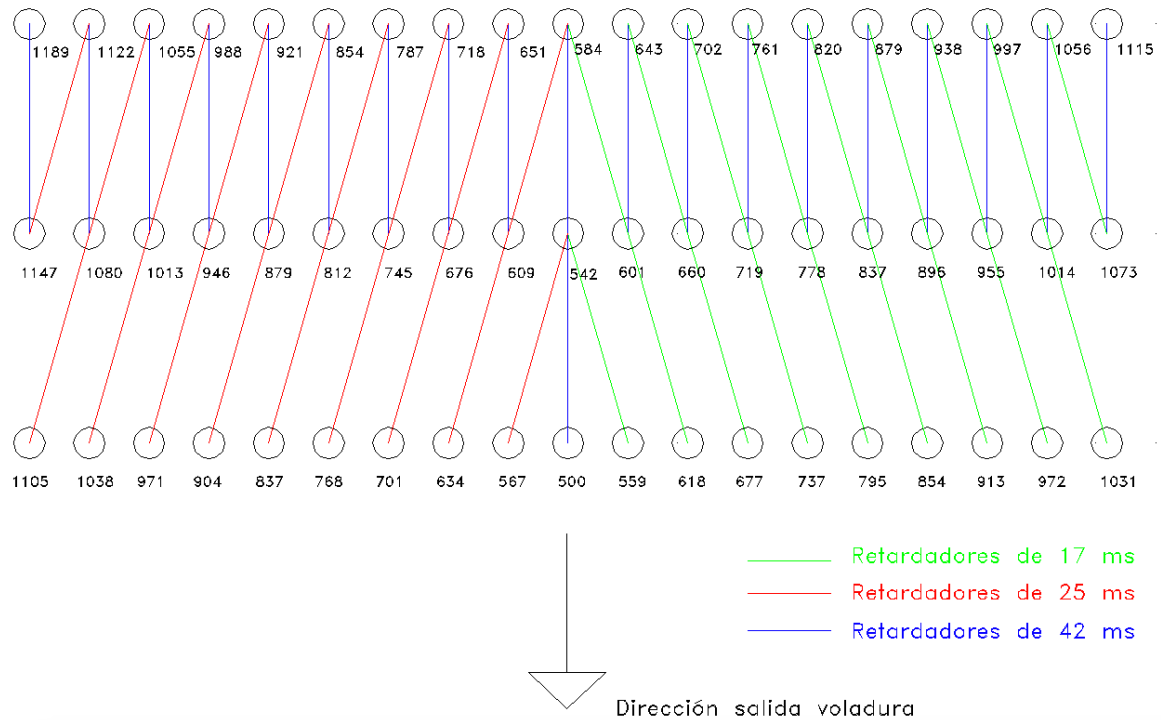 1189 1122 1055 988 921 854 787 718 651 584 643 702 761 820 879 938 997 1056 1115
1147 1080 1013 946 879 812 745 676 609 542 601 660 719 778 837 896 955 1014 1073
1105 1038 971 904 837 768 701 634 567 500 559 618 677 737 795 854 913 972 1031
Retardadores de 17 ms
Retardadores de 25 ms
Retardadores de 42 ms
Dirección salida voladura